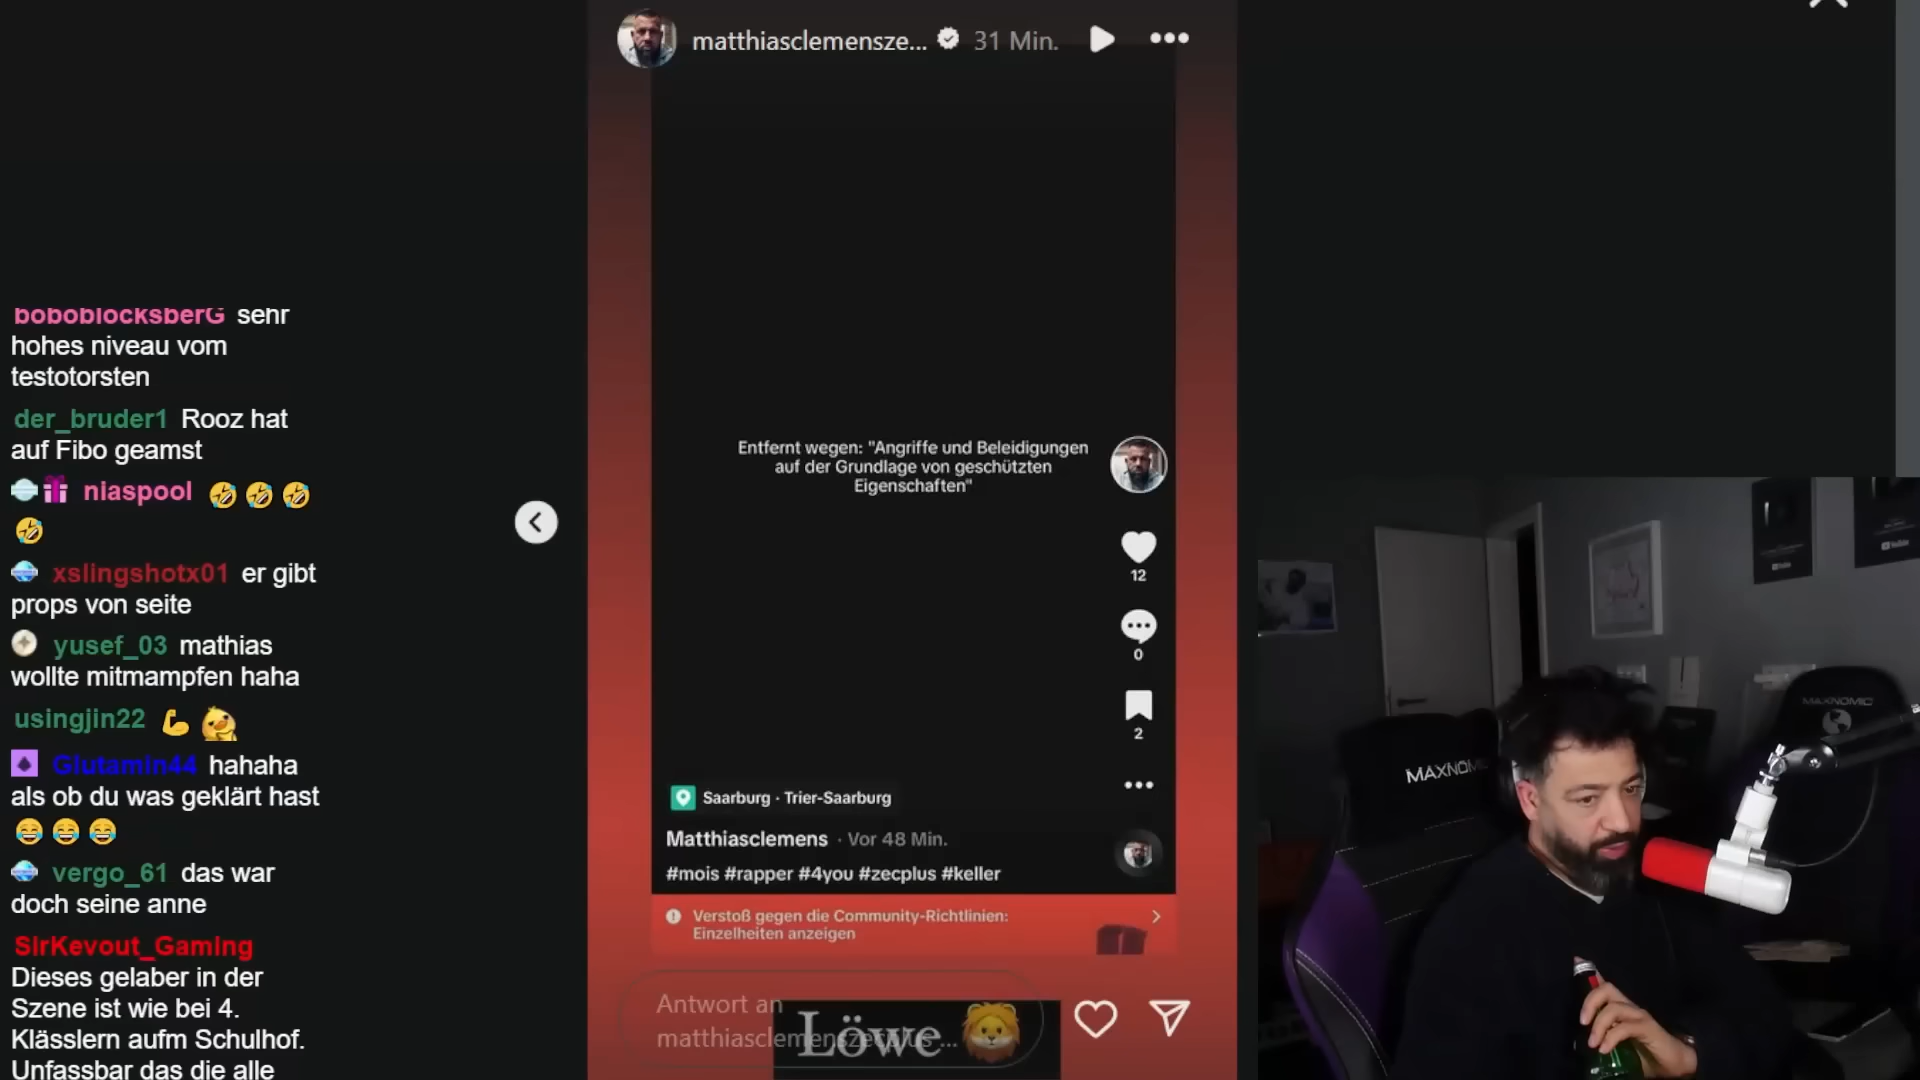 boboblocksberG sehr
hohes niveau vom
testotorsten
der_bruder1 Rooz hat
auf Fibo geamst
niaspool 🤣 🤣 🤣
🤣
xslingshotx01 er gibt
props von seite
yusef_03 mathias
wollte mitmampfen haha
usingjin22 💪
Glutamin44 hahaha
als ob du was geklärt hast
😂 😂 😂
vergo_61 das war
doch seine anne
SirKevout_Gaming
Dieses gelaber in der
Szene ist wie bei 4.
Klässlern aufm Schulhof.
Unfassbar das die alle
matthiasclemensze... 31 Min.
Entfernt wegen: "Angriffe und Beleidigungen
auf der Grundlage von geschützten
Eigenschaften"
12
0
2
Saarburg · Trier-Saarburg
Matthiasclemens · Vor 48 Min.
#mois #rapper #4you #zecplus #keller
Verstoß gegen die Community-Richtlinien:
Einzelheiten anzeigen
Antwort an
matthiasclemenszecplus ...
Löwe 🦁
MAXNOMIC
MAXNOMIC